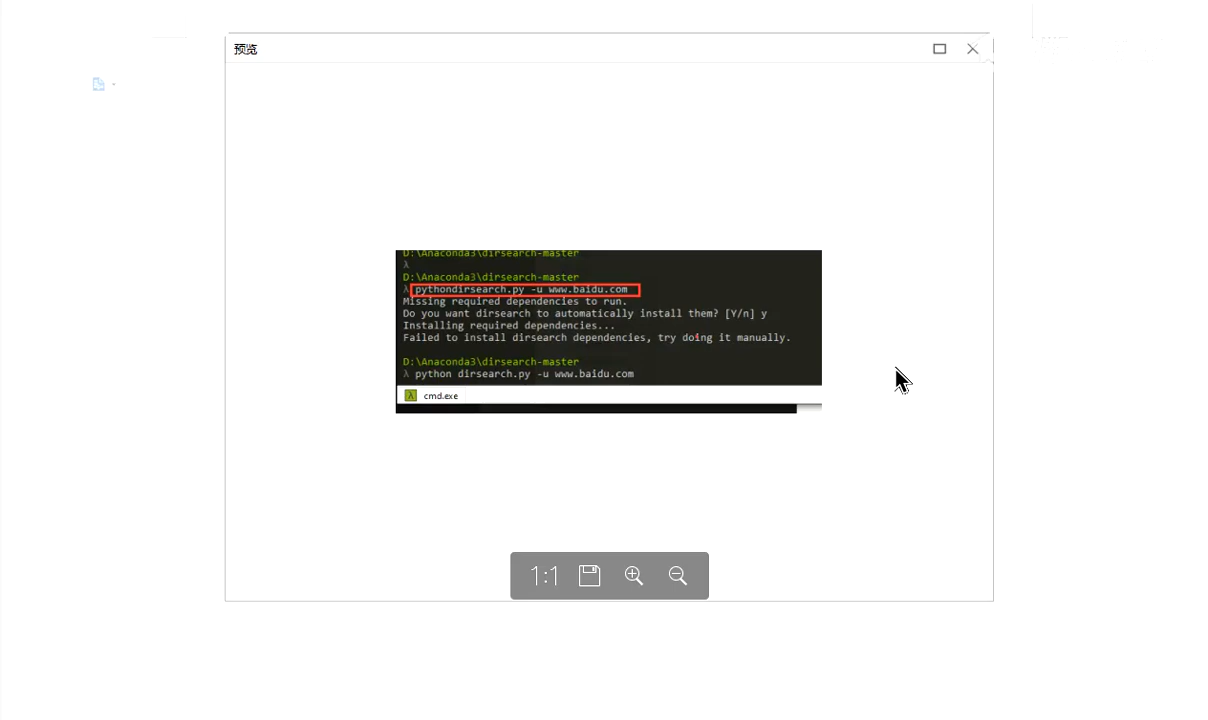 预览
D:\Anaconda3\dirsearch-master
λ
D:\Anaconda3\dirsearch-master
λ pythondirsearch.py -u www.baidu.com
Missing required dependencies to run.
Do you want dirsearch to automatically install them? [Y/n] y
Installing required dependencies...
Failed to install dirsearch dependencies, try doing it manually.
D:\Anaconda3\dirsearch-master
λ python dirsearch.py -u www.baidu.com
λ cmd.exe
1:1